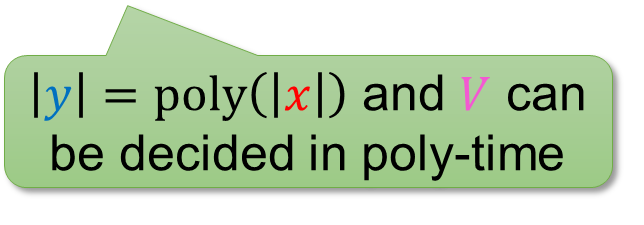 |y| = poly(|x|) and V can
be decided in poly-time